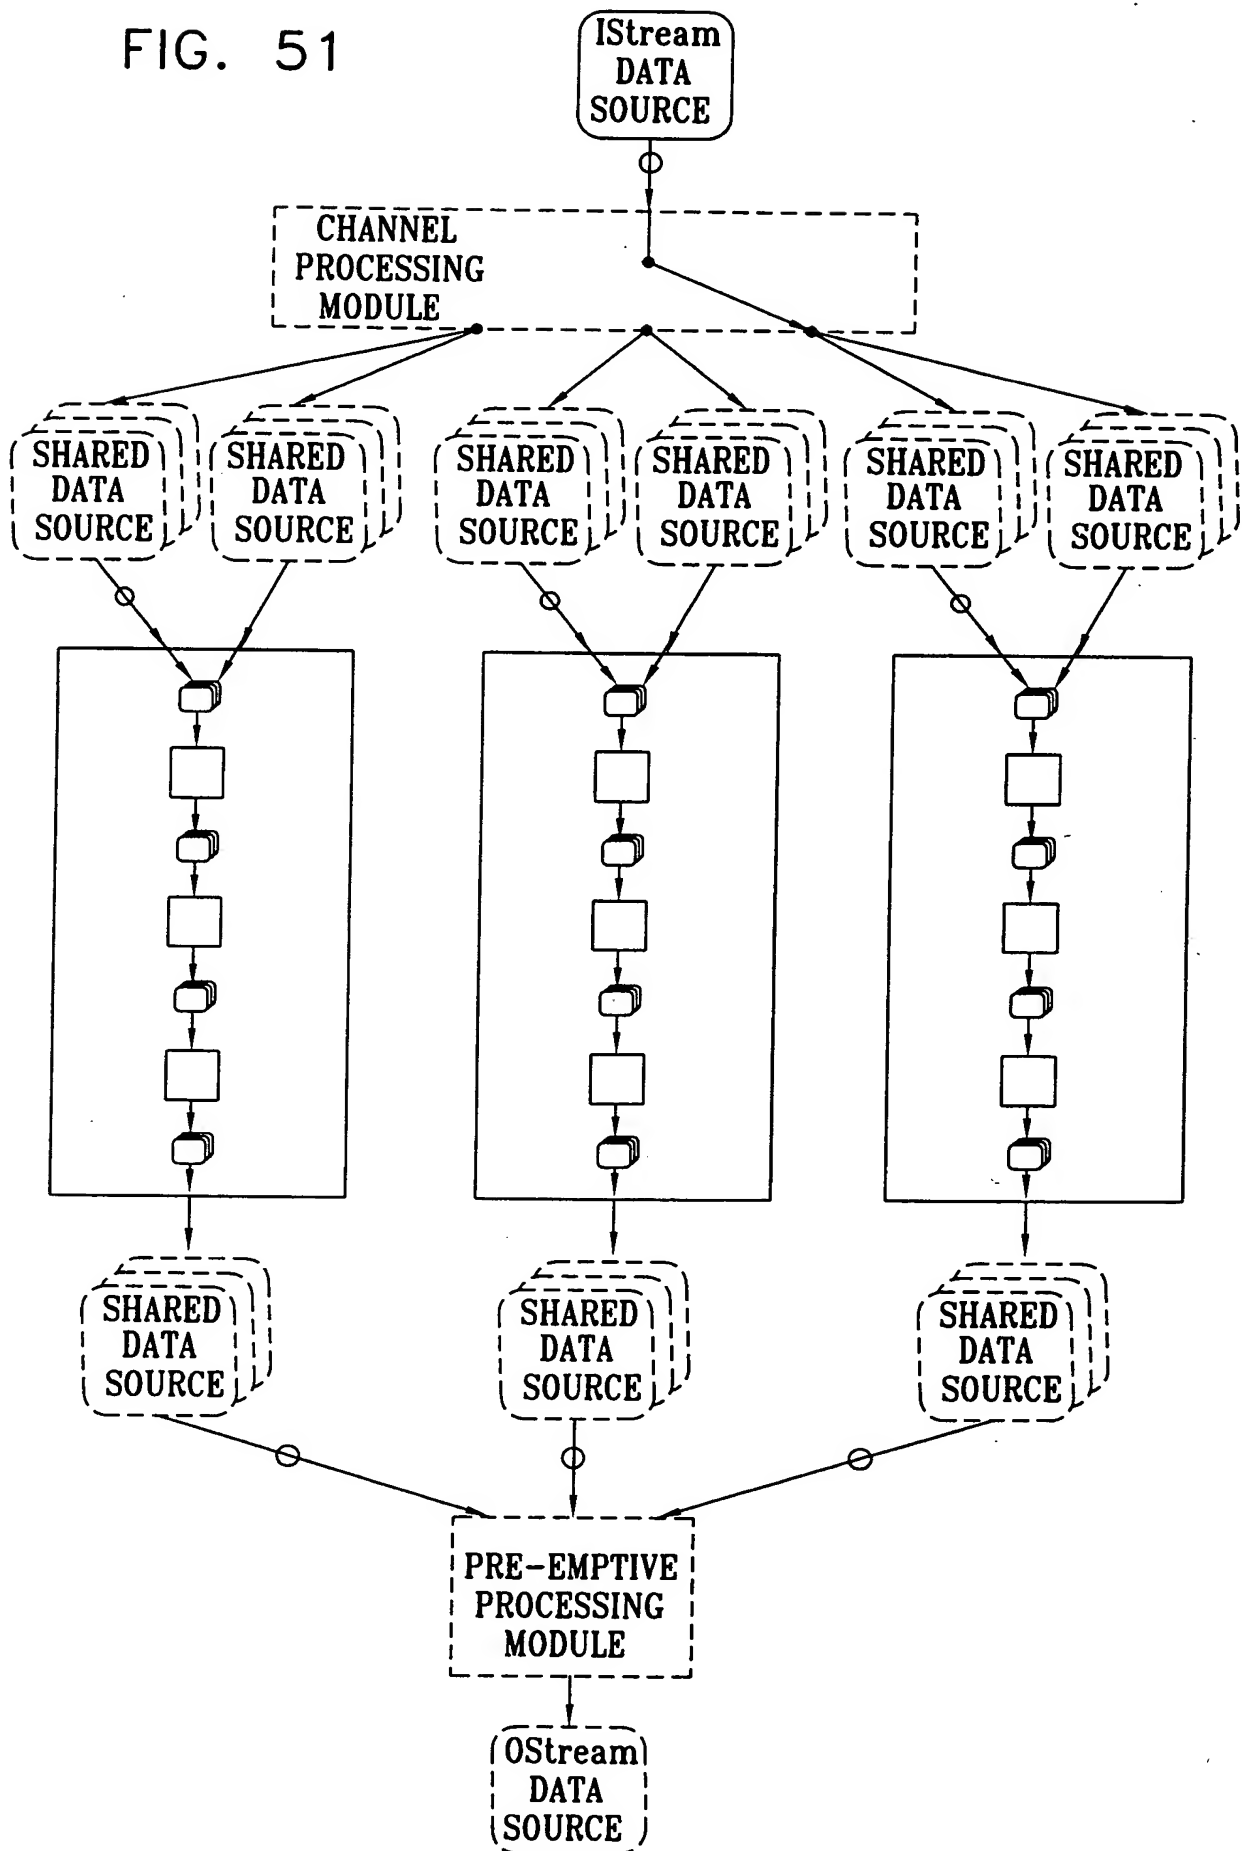 FIG. 51
IStream
DATA
SOURCE
CHANNEL
PROCESSING
MODULE
SHARED
DATA
SOURCE
SHARED
DATA
SOURCE
SHARED
DATA
SOURCE
SHARED
DATA
SOURCE
SHARED
DATA
SOURCE
SHARED
DATA
SOURCE
SHARED
DATA
SOURCE
SHARED
DATA
SOURCE
SHARED
DATA
SOURCE
PRE-EMPTIVE
PROCESSING
MODULE
OStream
DATA
SOURCE